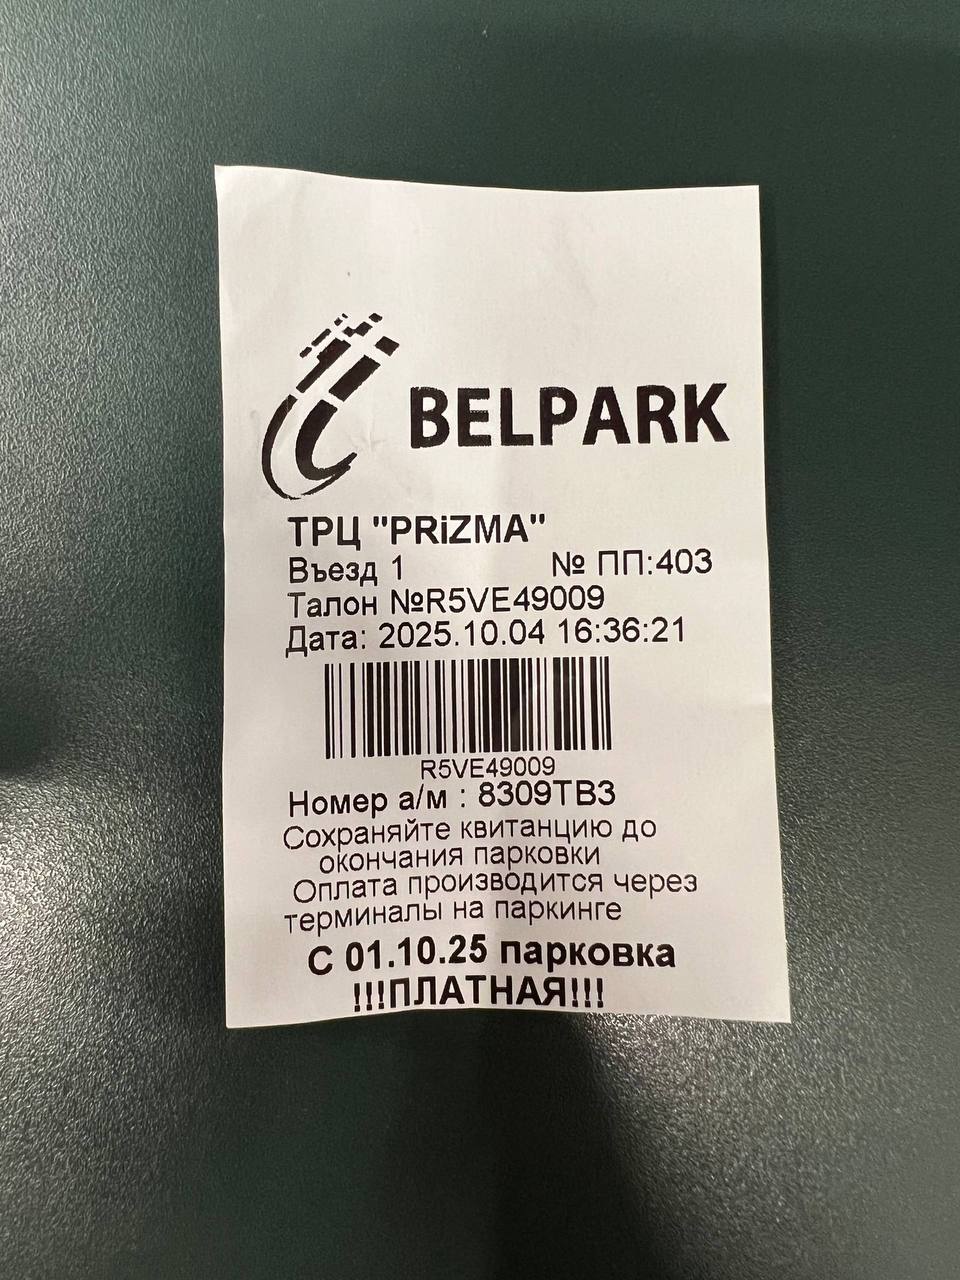 BELPARK
ТРЦ "PRiZMA"
Въезд 1 № ПП:403
Талон №R5VE49009
Дата: 2025.10.04 16:36:21
R5VE49009
Номер а/м : 8309ТВ3
Сохраняйте квитанцию до
окончания парковки
Оплата производится через
терминалы на паркинге
С 01.10.25 парковка
!!!ПЛАТНАЯ!!!